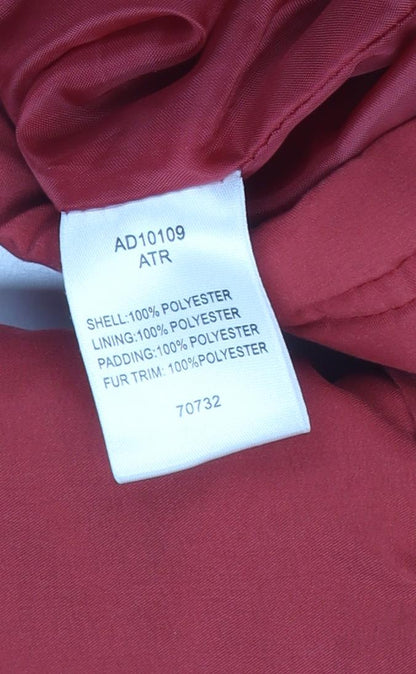 AD10109
ATR
SHELL:100% POLYESTER
LINING:100% POLYESTER
PADDING:100% POLYESTER
FUR TRIM: 100%POLYESTER
70732